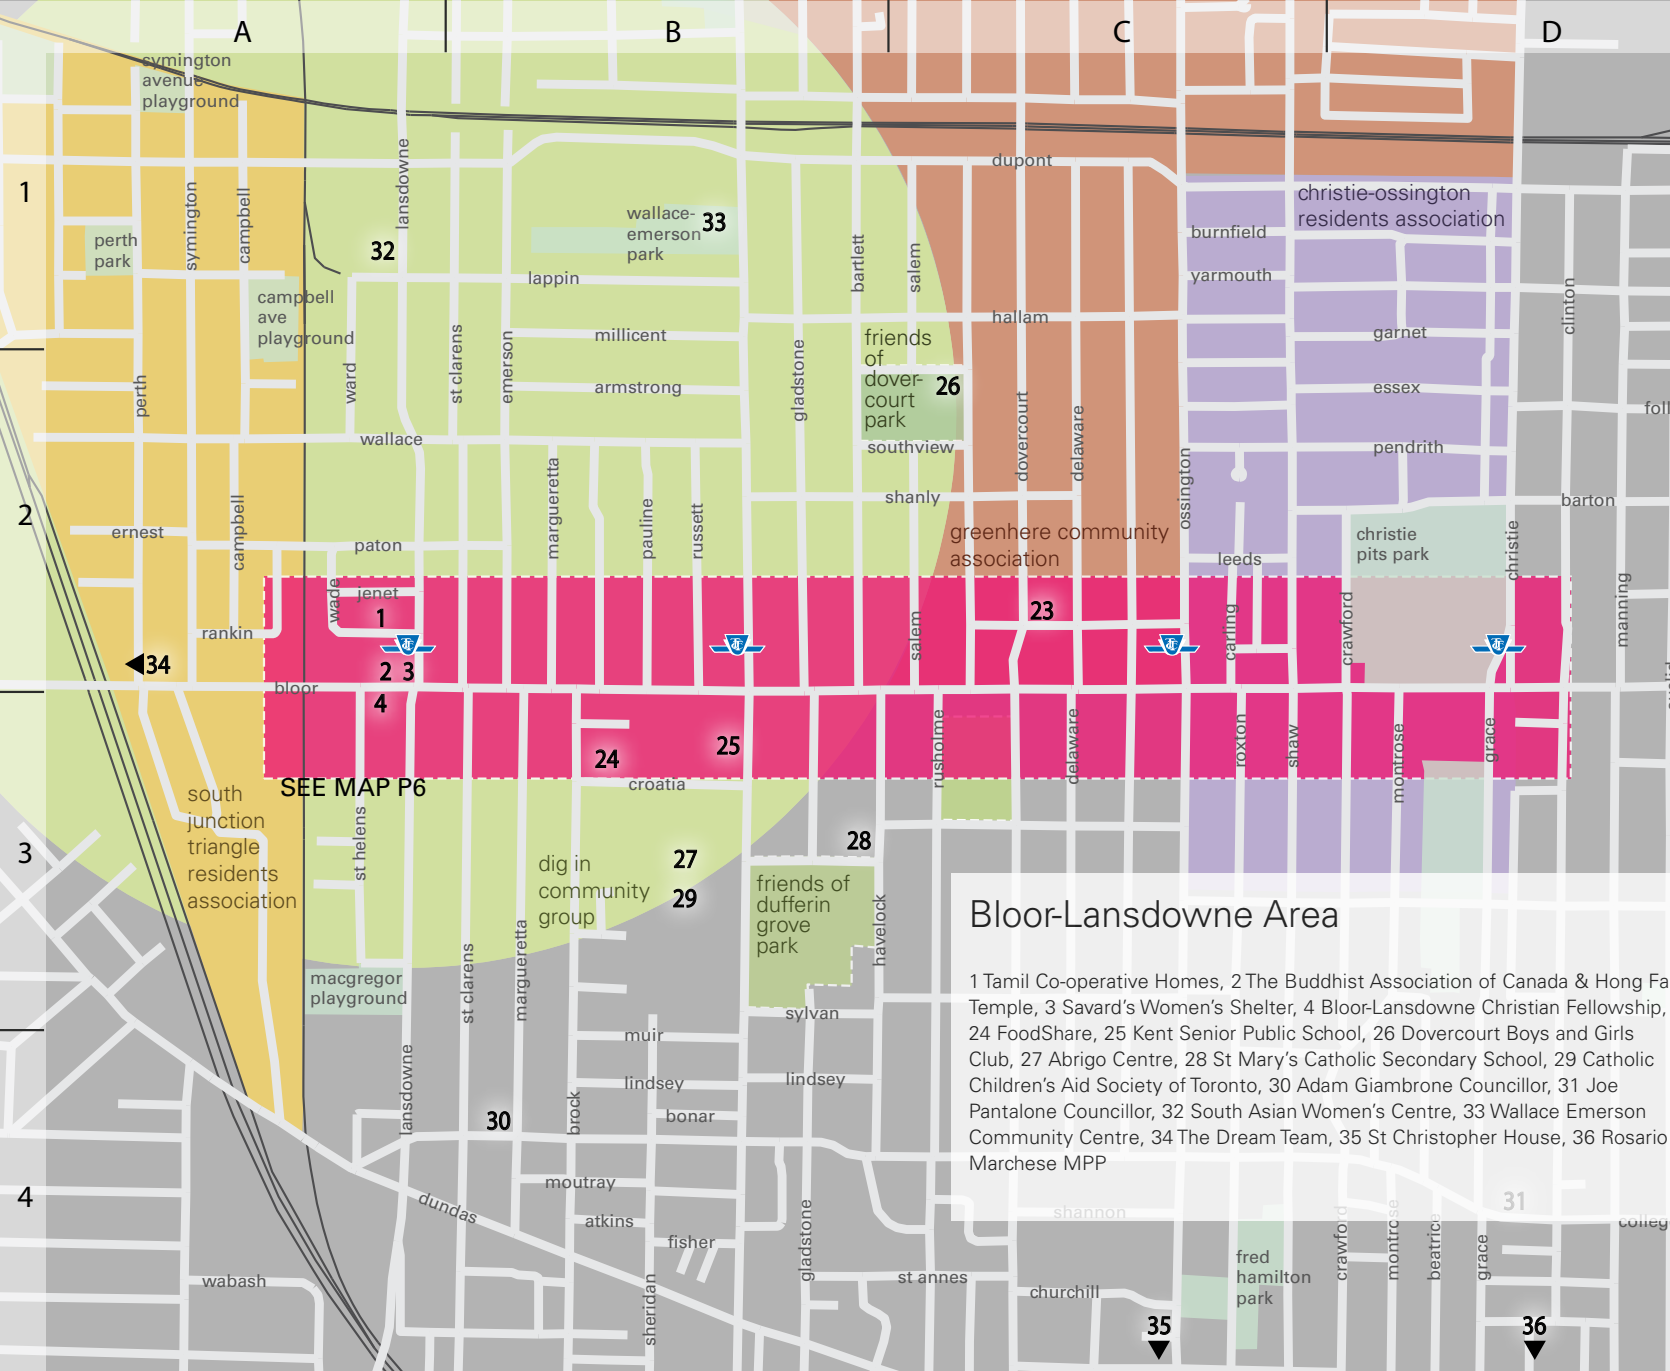 A
B
C
D
symington
avenue
playground
1
perth
park
symington
campbell
lansdowne
32
wallace-
emerson
park
33
lappin
campbell
ave
playground
millicent
armstrong
ward
st clarens
emerson
perth
wallace
dupont
bartlett
salem
hallam
gladstone
friends
of
dover-
court
park
26
southview
shanly
dovercourt
delaware
christie-ossington
residents association
burnfield
yarmouth
garnet
essex
pendrith
clinton
foll
barton
2
ernest
campbell
paton
margueretta
pauline
russett
greenhere community
association
ossington
leeds
christie
pits park
christie
manning
wade
jenet
1
rankin
34
2
3
bloor
4
salem
23
carling
crawford
24
25
croatia
rusholme
delaware
roxton
shaw
montrose
grace
SEE MAP P6
3
south
junction
triangle
residents
association
st helens
dig in
community
group
27
29
28
friends of
dufferin
grove
park
havelock
macgregor
playground
st clarens
margueretta
sylvan
muir
lindsey
lindsey
bonar
lansdowne
30
brock
4
moutray
atkins
fisher
dundas
wabash
sheridan
gladstone
st annes
churchill
shannon
Bloor-Lansdowne Area
1 Tamil Co-operative Homes, 2 The Buddhist Association of Canada & Hong Fa
Temple, 3 Savard's Women's Shelter, 4 Bloor-Lansdowne Christian Fellowship,
24 FoodShare, 25 Kent Senior Public School, 26 Dovercourt Boys and Girls
Club, 27 Abrigo Centre, 28 St Mary's Catholic Secondary School, 29 Catholic
Children's Aid Society of Toronto, 30 Adam Giambrone Councillor, 31 Joe
Pantalone Councillor, 32 South Asian Women's Centre, 33 Wallace Emerson
Community Centre, 34 The Dream Team, 35 St Christopher House, 36 Rosario
Marchese MPP
31
colleg
fred
hamilton
park
crawford
montrose
beatrice
grace
35
36